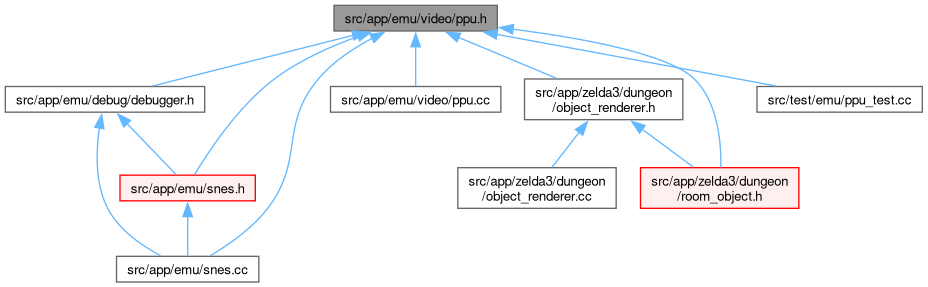 src/app/emu/video/ppu.h
src/app/emu/debug/debugger.h
src/app/emu/video/ppu.cc
src/app/zelda3/dungeon
/object_renderer.h
src/test/emu/ppu_test.cc
src/app/emu/snes.h
src/app/zelda3/dungeon
/object_renderer.cc
src/app/zelda3/dungeon
/room_object.h
src/app/emu/snes.cc